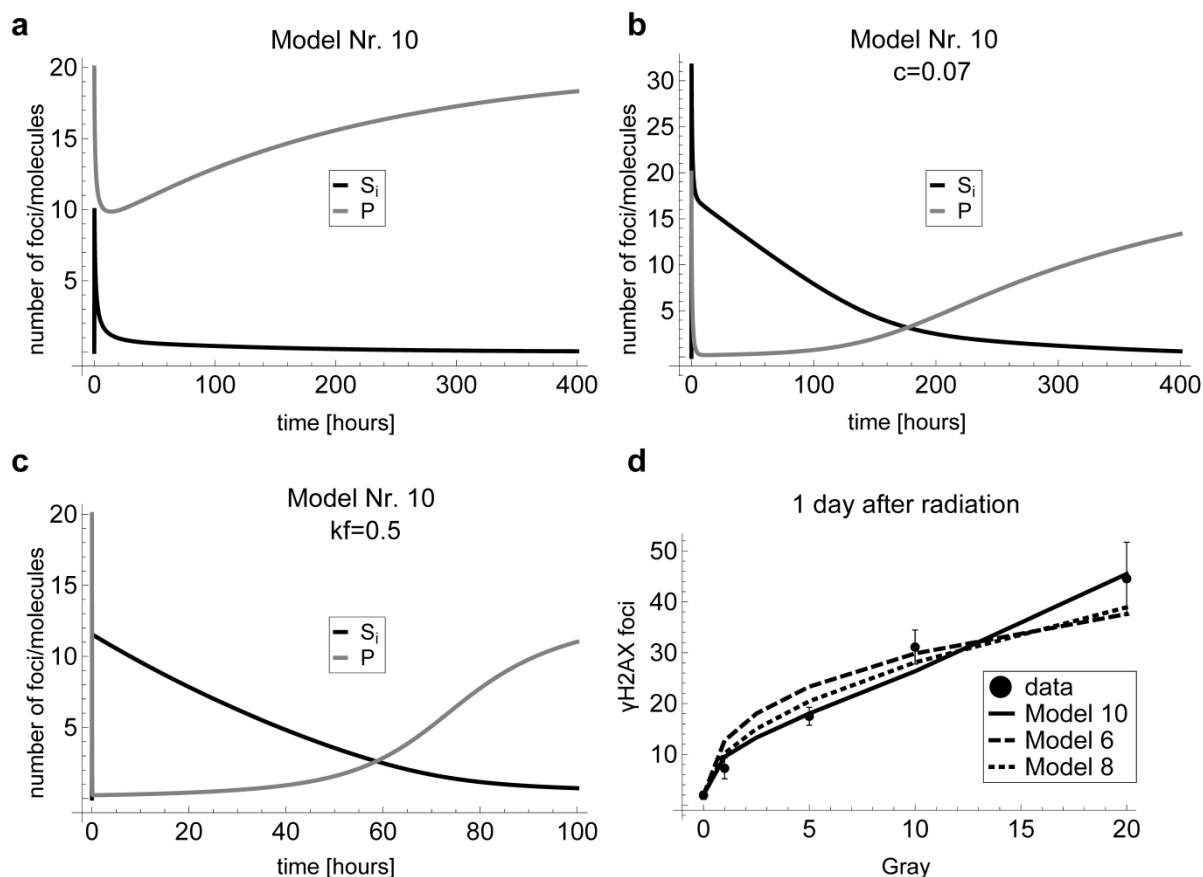 a
Model Nr. 10
number of foci/molecules
20
15
10
5
S_i
P
0
100
200
300
400
time [hours]
b
Model Nr. 10
c=0.07
number of foci/molecules
30
25
20
15
10
5
S_i
P
0
100
200
300
400
time [hours]
c
Model Nr. 10
kf=0.5
number of foci/molecules
20
15
10
5
S_i
P
0
20
40
60
80
100
time [hours]
d
1 day after radiation
γH2AX foci
50
40
30
20
10
data
Model 10
Model 6
Model 8
0
5
10
15
20
Gray